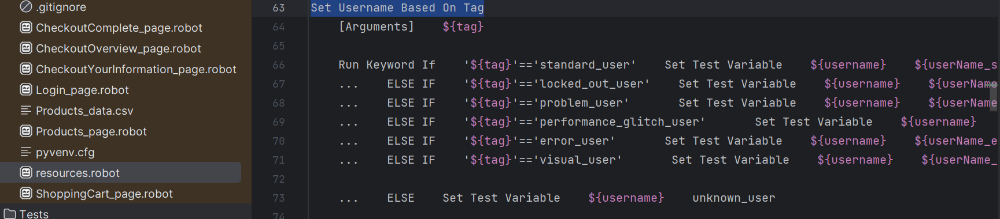 .gitignore
CheckoutComplete_page.robot
CheckoutOverview_page.robot
CheckoutYourInformation_page.robot
Login_page.robot
Products_data.csv
Products_page.robot
pyvenv.cfg
resources.robot
ShoppingCart_page.robot
Tests
63 Set Username Based On Tag
64 [Arguments] ${tag}
65
66 Run Keyword If '${tag}'=='standard_user' Set Test Variable ${username} ${userName_s
67 ... ELSE IF '${tag}'=='locked_out_user' Set Test Variable ${username} ${userName
68 ... ELSE IF '${tag}'=='problem_user' Set Test Variable ${username} ${userName
69 ... ELSE IF '${tag}'=='performance_glitch_user' Set Test Variable ${username}
70 ... ELSE IF '${tag}'=='error_user' Set Test Variable ${username} ${userName_e
71 ... ELSE IF '${tag}'=='visual_user' Set Test Variable ${username} ${userName_
72
73 ... ELSE Set Test Variable ${username} unknown_user
74